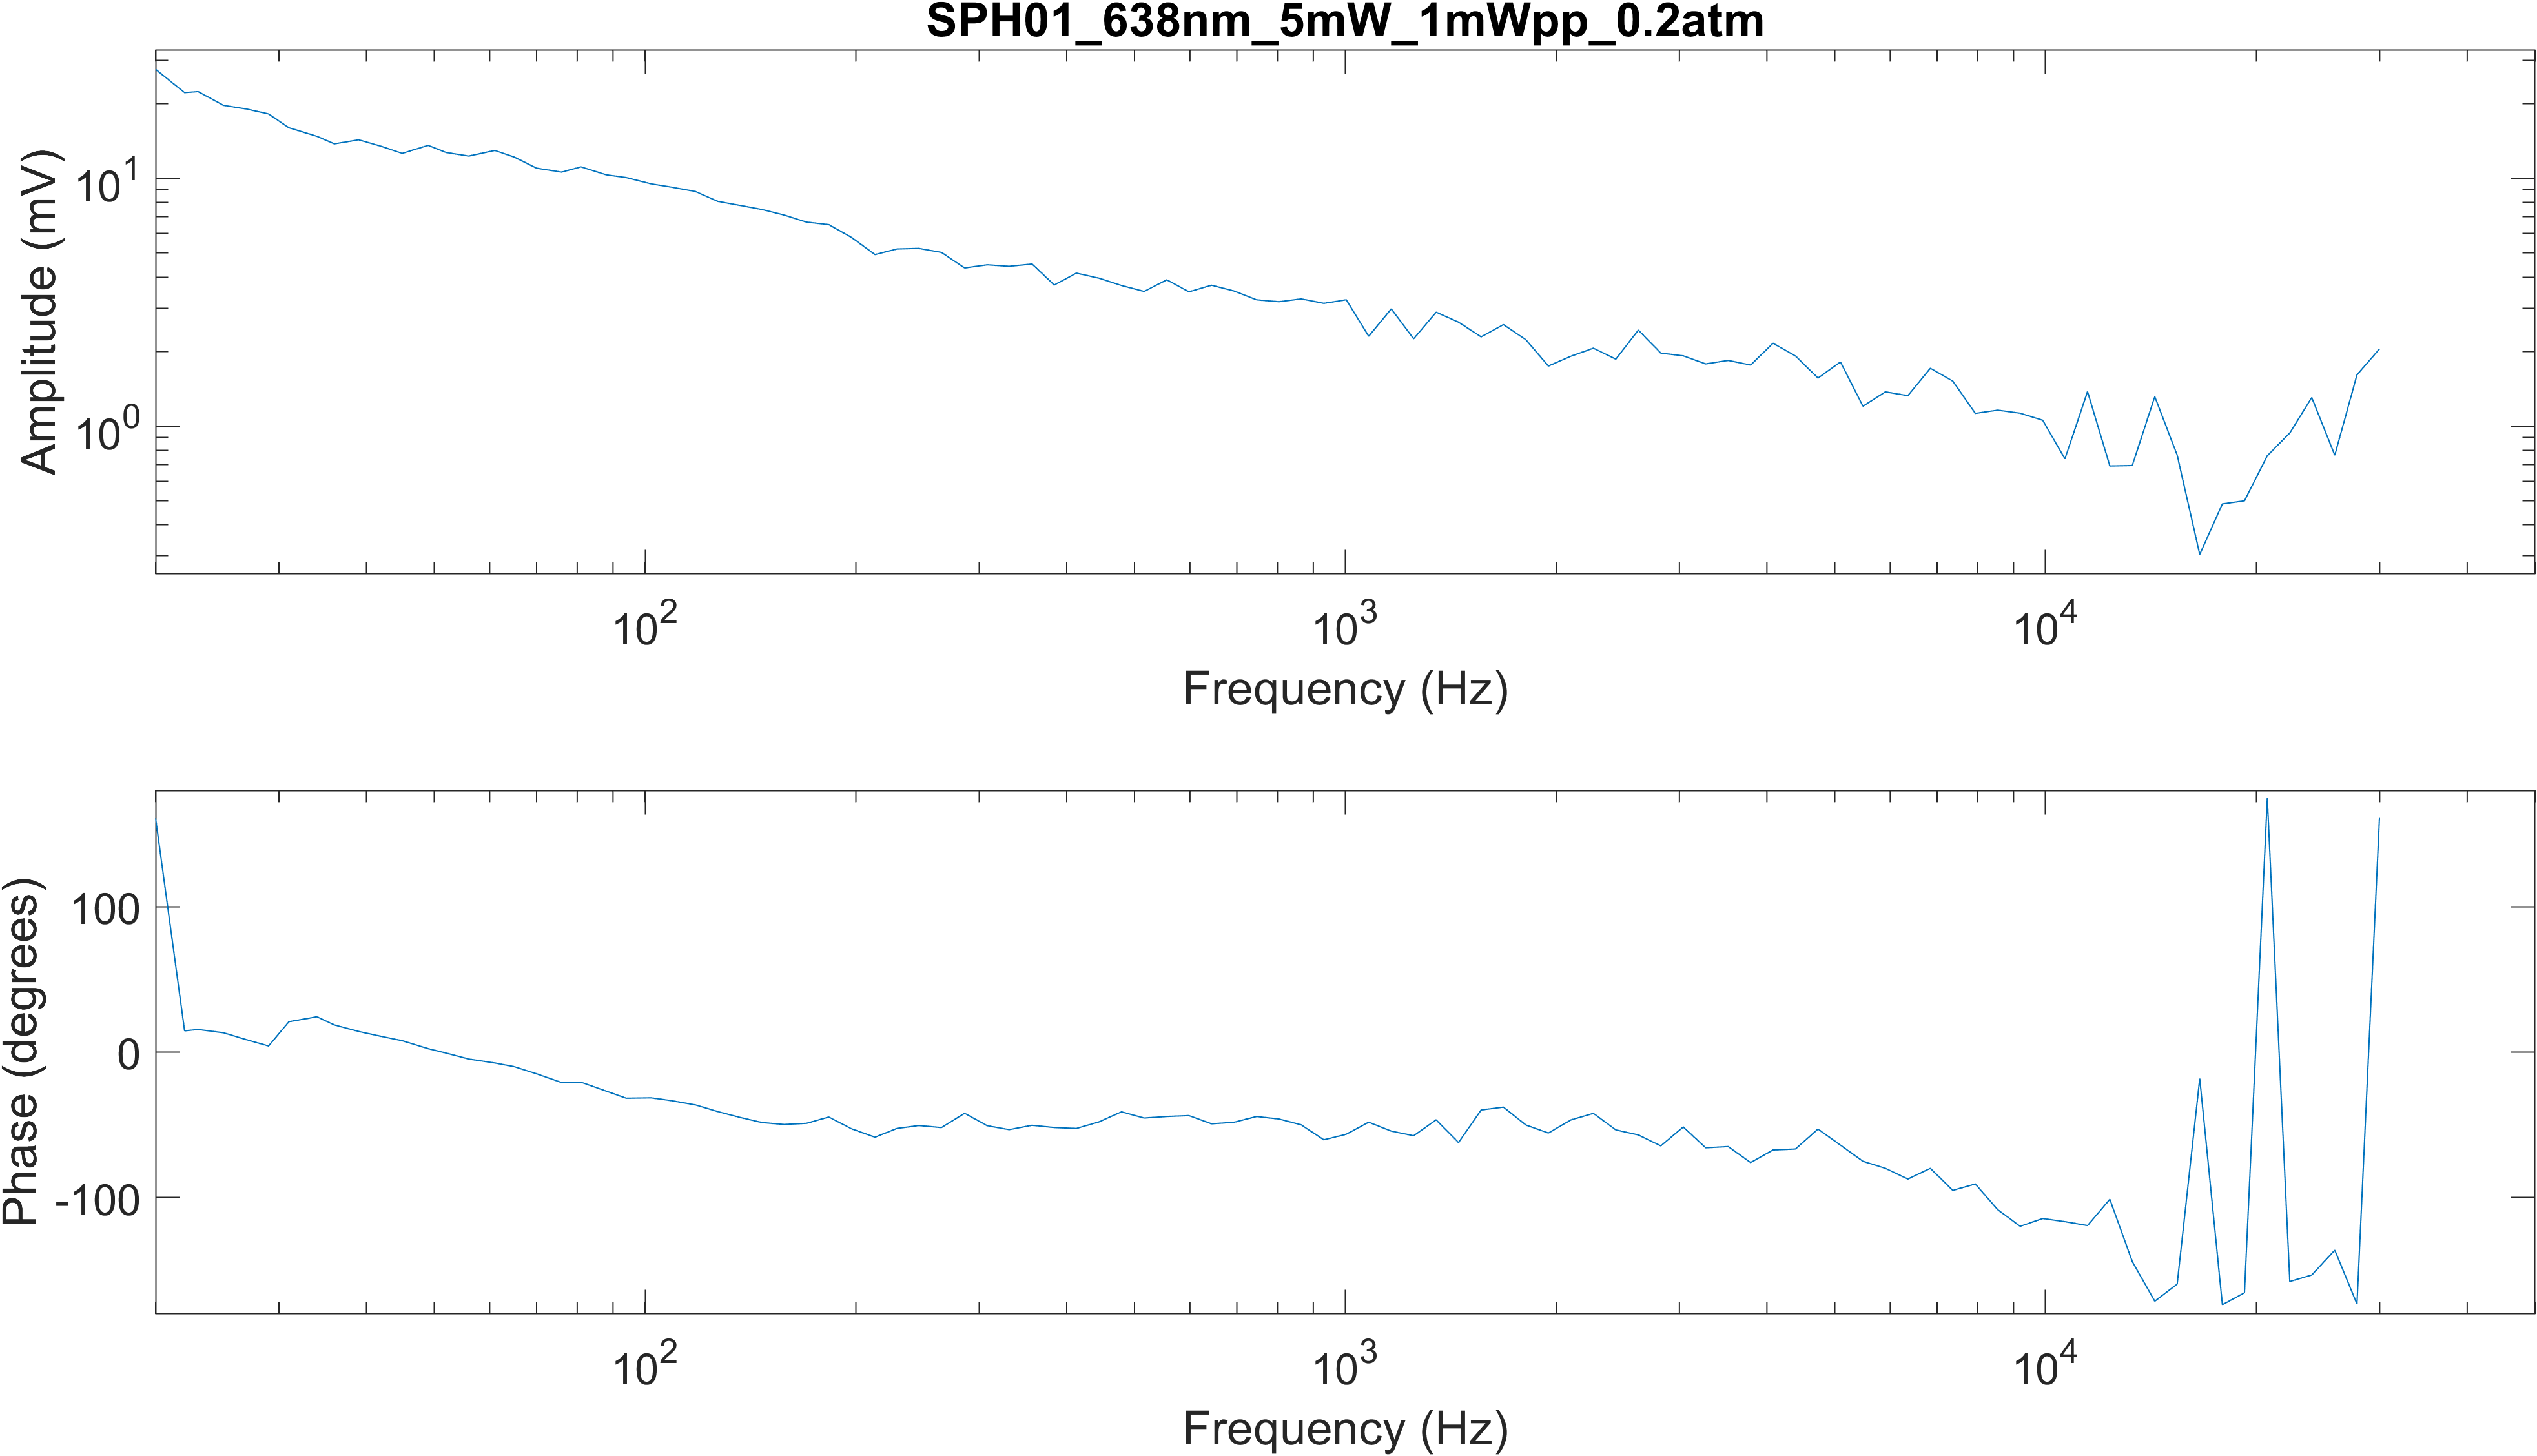 SPH01_638nm_5mW_1mWpp_0.2atm
Amplitude (mV)
10^1
10^0
10^2
10^3
10^4
Frequency (Hz)
Phase (degrees)
100
0
-100
10^2
10^3
10^4
Frequency (Hz)